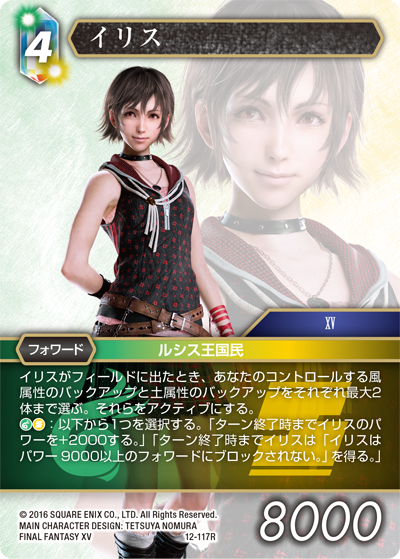 4
イリス
XV
フォワード
ルシス王国民
イリスがフィールドに出たとき、あなたのコントロールする風
属性のバックアップと土属性のバックアップをそれぞれ最大2
体まで選ぶ。それらをアクティブにする。
:以下から1つを選択する。「ターン終了時までイリスのパ
ワーを+2000する。」「ターン終了時までイリスは「イリスは
パワー9000以上のフォワードにブロックされない。」を得る。」
© 2016 SQUARE ENIX CO., LTD. All Rights Reserved.
MAIN CHARACTER DESIGN: TETSUYA NOMURA
FINAL FANTASY XV
12-117R
8000